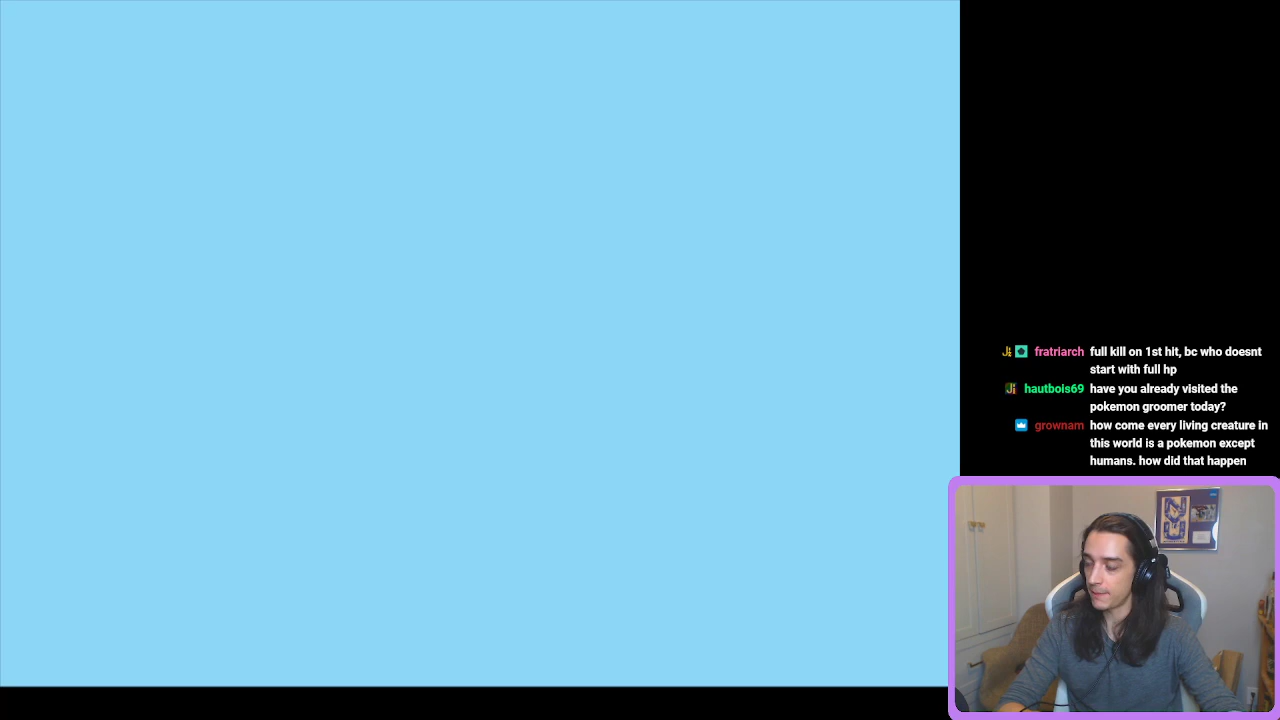 fratriarch full kill on 1st hit, bc who doesnt
start with full hp
hautbois69 have you already visited the
pokemon groomer today?
grownam how come every living creature in
this world is a pokemon except
humans. how did that happen